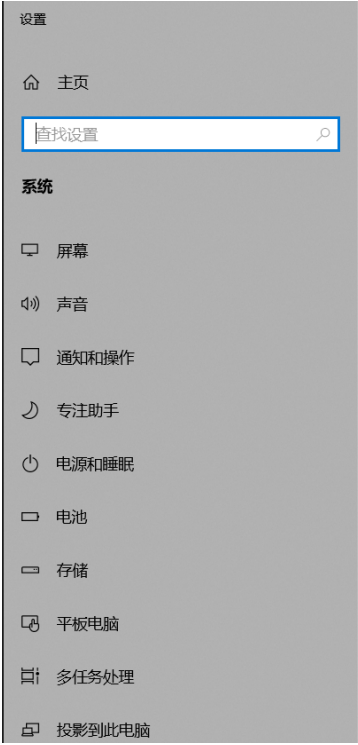 设置
主页
查找设置
系统
屏幕
声音
通知和操作
专注助手
电源和睡眠
电池
存储
平板电脑
多任务处理
投影到此电脑